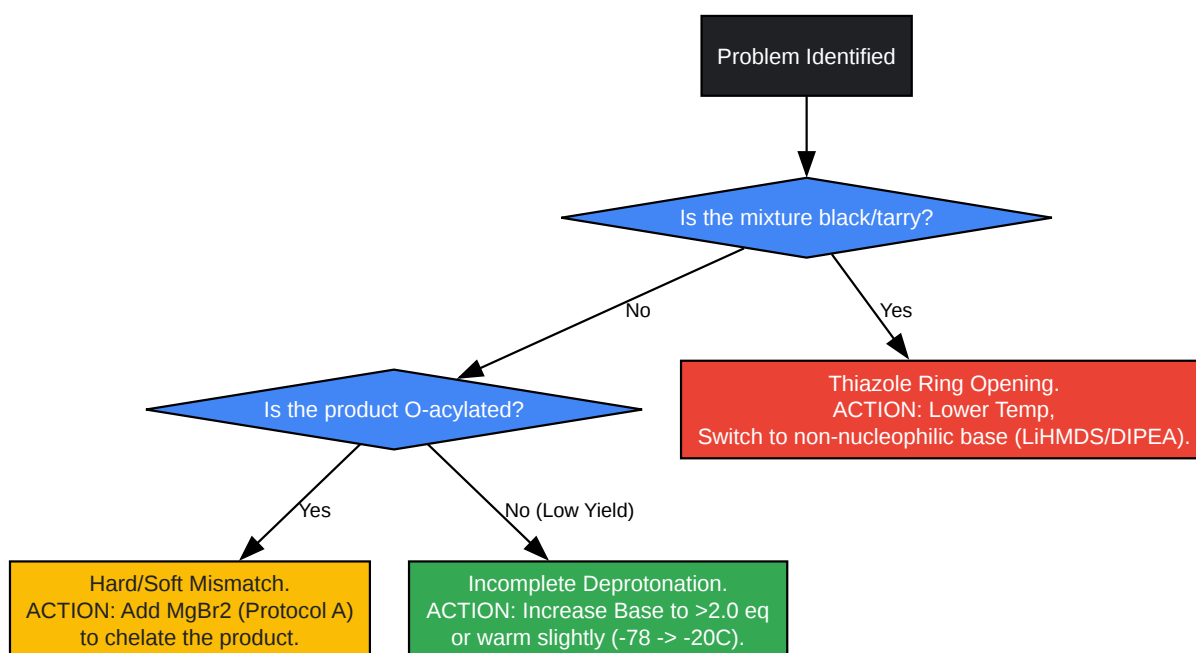 Problem Identified
Is the mixture black/tarry?
No
Yes
Thiazole Ring Opening.
ACTION: Lower Temp,
Switch to non-nucleophilic base (LiHMDS/DIPEA).
Is the product O-acylated?
Yes
No (Low Yield)
Hard/Soft Mismatch.
ACTION: Add MgBr2 (Protocol A)
to chelate the product.
Incomplete Deprotonation.
ACTION: Increase Base to >2.0 eq
or warm slightly (-78 -> -20C).